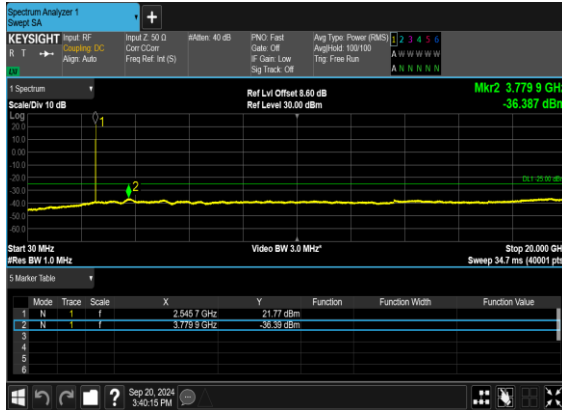 Spectrum Analyzer 1
Swept SA
+
KEYSIGHT Input: RF Input Z: 50 Ω #Atten: 40 dB PNO: Fast Avg Type: Power (RMS) 1 2 3 4 5 6
R T Coupling: DC Corr CCorr Gate: Off Avg|Hold: 100/100 A W W W W W
Align: Auto Freq Ref: Int (S) IF Gain: Low Trig: Free Run
Sig Track: Off A N N N N N
1 Spectrum Ref Lvl Offset 8.60 dB Mkr2 3.779 9 GHz
Scale/Div 10 dB Ref Level 30.00 dBm -36.387 dBm
Log
20.0
10.0
0.00
-10.0
-20.0
-30.0
-40.0
-50.0
-60.0
1
2
DL1 -25.00 dBm
Start 30 MHz Video BW 3.0 MHz* Stop 20.000 GHz
#Res BW 1.0 MHz Sweep 34.7 ms (40001 pts)
5 Marker Table
Mode Trace Scale X Y Function Function Width Function Value
1 N 1 f 2.545 7 GHz 21.77 dBm
2 N 1 f 3.779 9 GHz -36.39 dBm
3
4
5
6
? Sep 20, 2024
3:40:15 PM